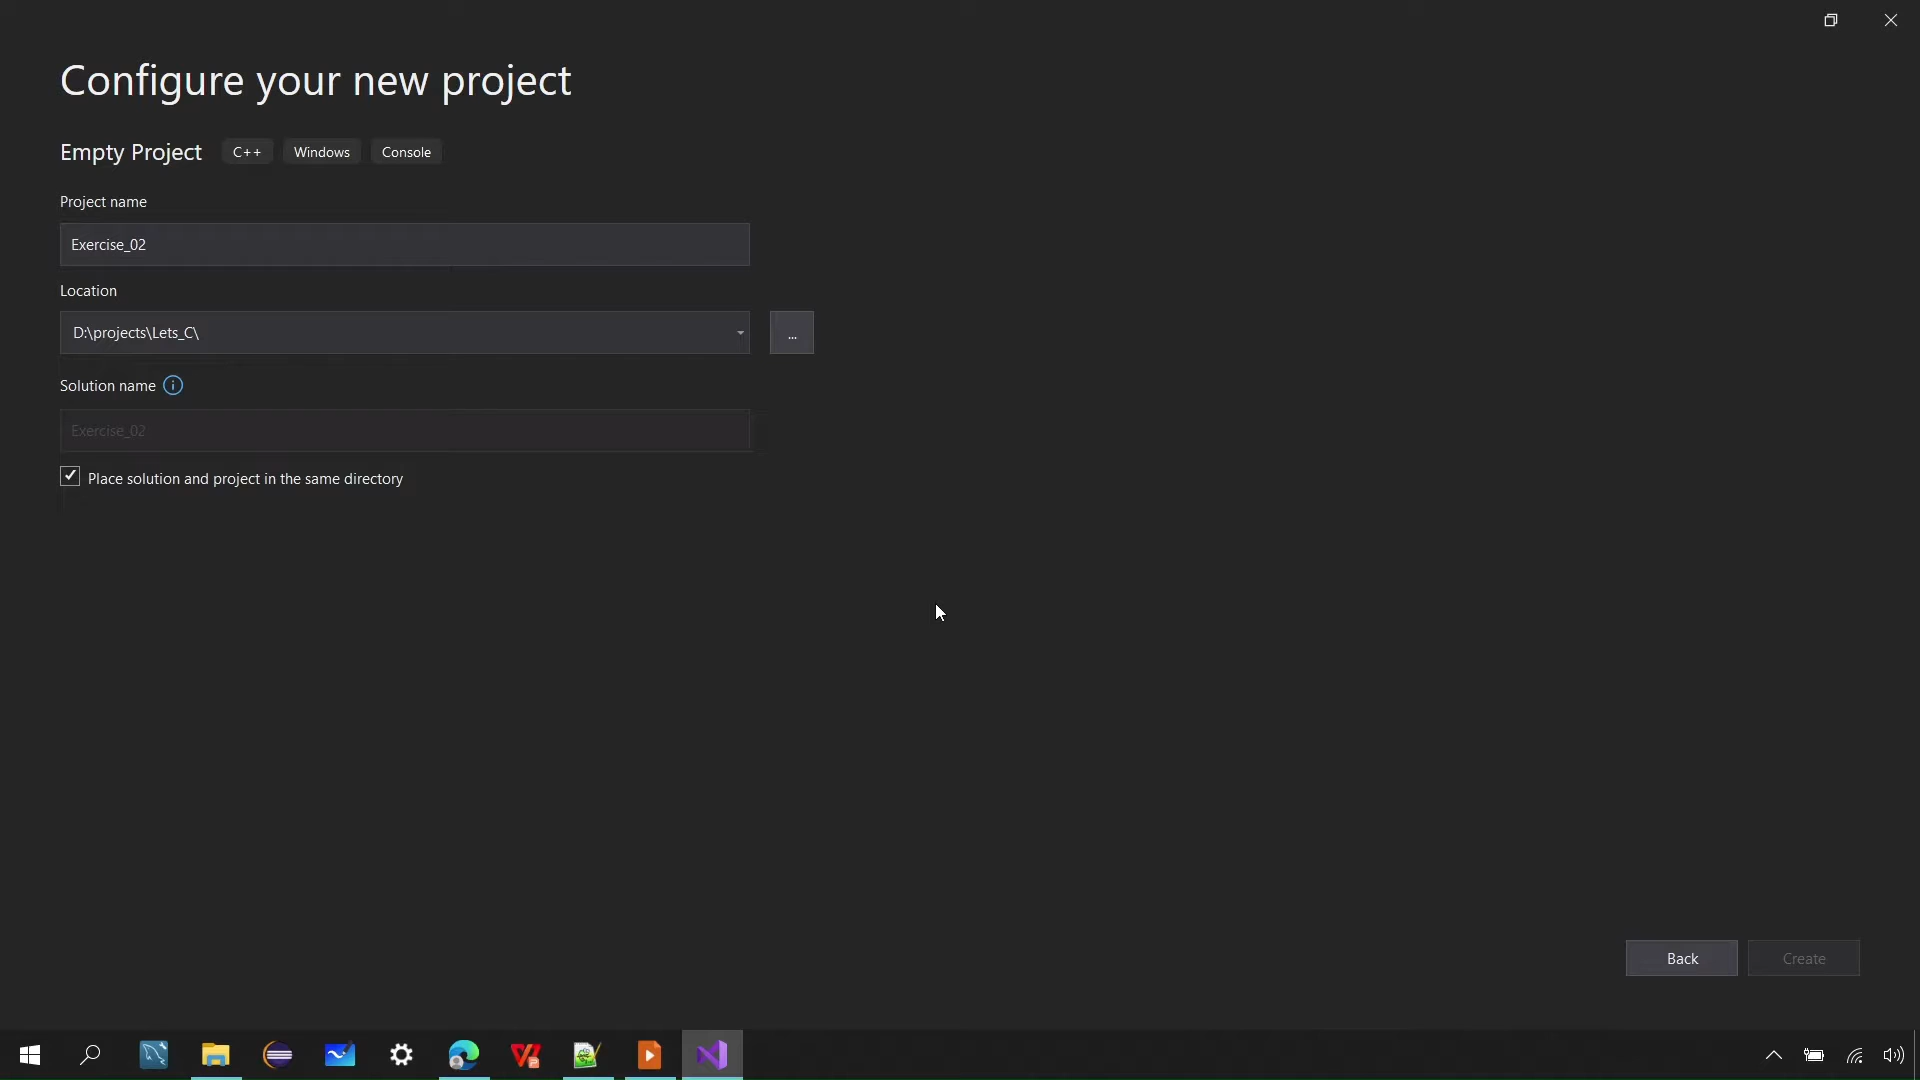 Configure your new project
Empty Project C++ Windows Console
Project name
Exercise_02
Location
D:\projects\Lets_C\
...
Solution name
Exercise_02
Place solution and project in the same directory
Back Create